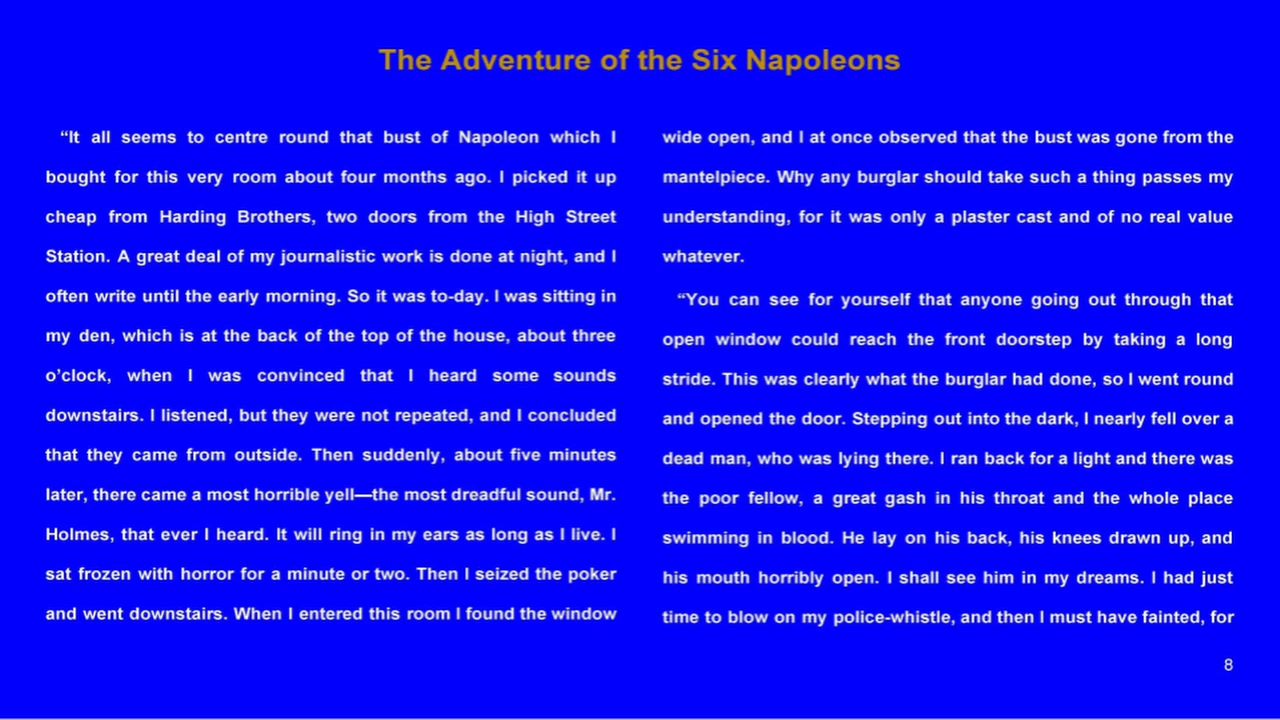 The Adventure of the Six Napoleons
“It all seems to centre round that bust of Napoleon which I
bought for this very room about four months ago. I picked it up
cheap from Harding Brothers, two doors from the High Street
Station. A great deal of my journalistic work is done at night, and I
often write until the early morning. So it was to-day. I was sitting in
my den, which is at the back of the top of the house, about three
o’clock, when I was convinced that I heard some sounds
downstairs. I listened, but they were not repeated, and I concluded
that they came from outside. Then suddenly, about five minutes
later, there came a most horrible yell—the most dreadful sound, Mr.
Holmes, that ever I heard. It will ring in my ears as long as I live. I
sat frozen with horror for a minute or two. Then I seized the poker
and went downstairs. When I entered this room I found the window
wide open, and I at once observed that the bust was gone from the
mantelpiece. Why any burglar should take such a thing passes my
understanding, for it was only a plaster cast and of no real value
whatever.
“You can see for yourself that anyone going out through that
open window could reach the front doorstep by taking a long
stride. This was clearly what the burglar had done, so I went round
and opened the door. Stepping out into the dark, I nearly fell over a
dead man, who was lying there. I ran back for a light and there was
the poor fellow, a great gash in his throat and the whole place
swimming in blood. He lay on his back, his knees drawn up, and
his mouth horribly open. I shall see him in my dreams. I had just
time to blow on my police-whistle, and then I must have fainted, for
8